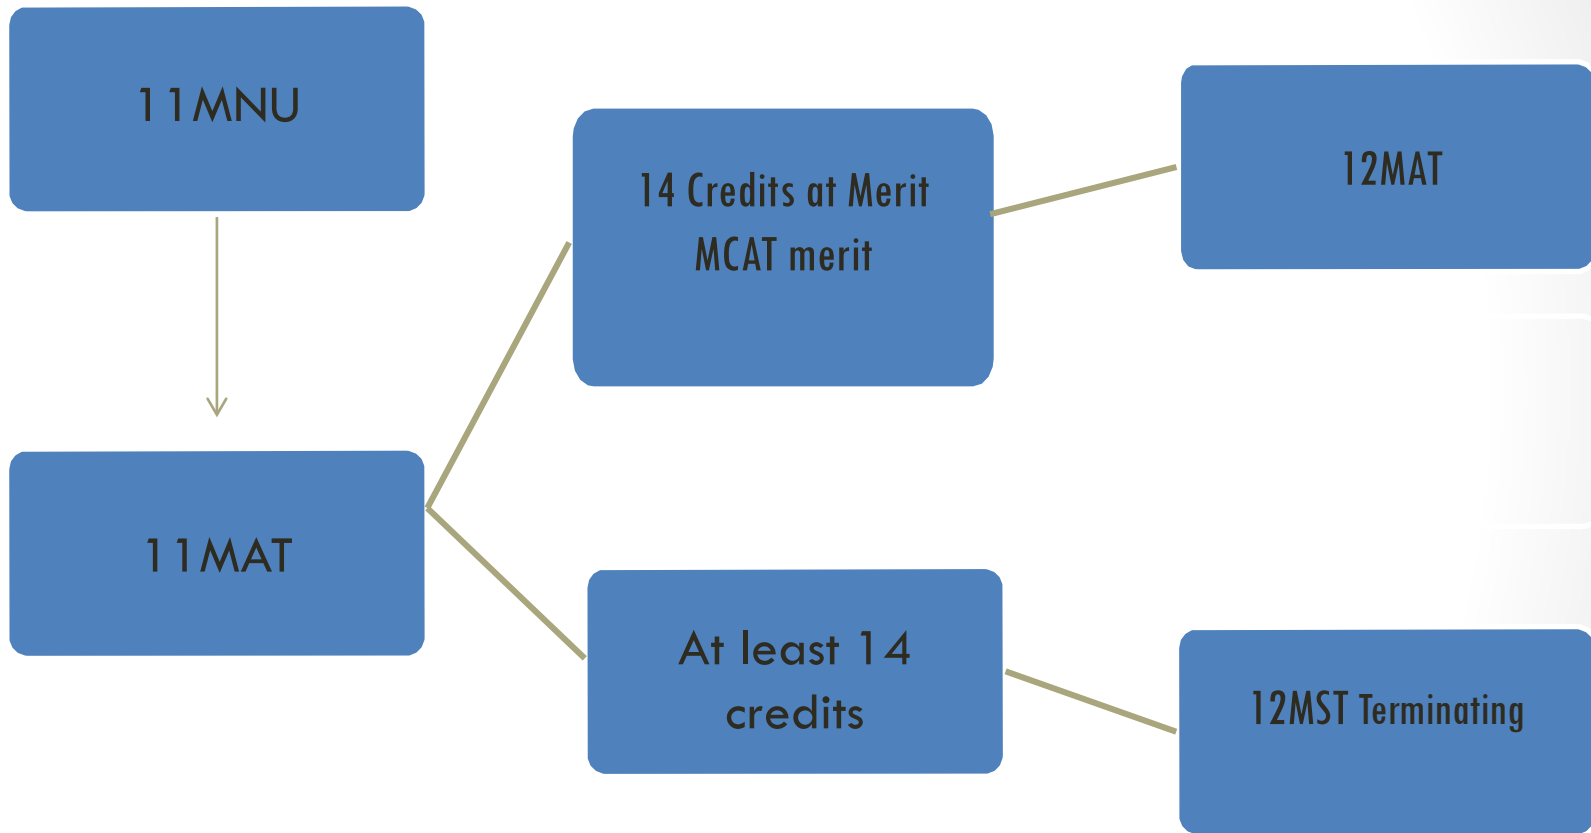 11MNU
14 Credits at Merit
MCAT merit
12MAT
11MAT
At least 14
credits
12MST Terminating